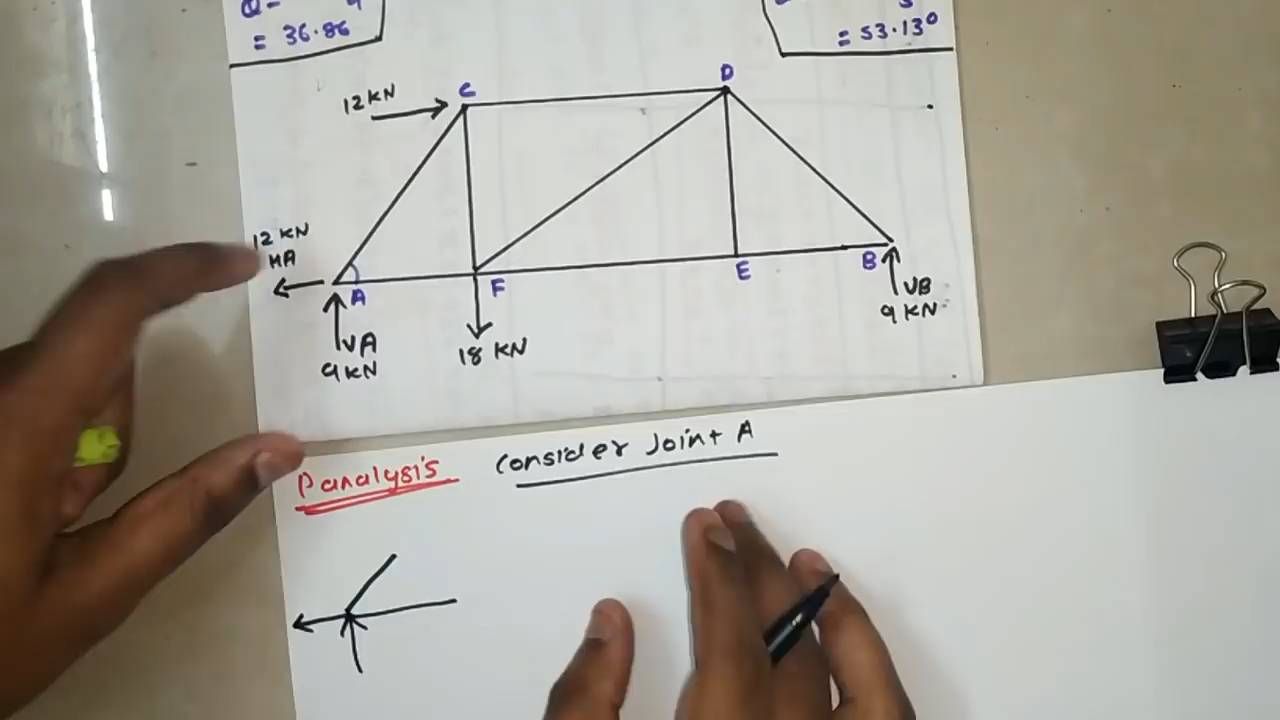 = 36.86
= 53.13°
C
D
12 KN
12 KN
HA
A
F
E
B
VA
9 KN
18 KN
VB
9 KN
P analysis
Consider Joint A